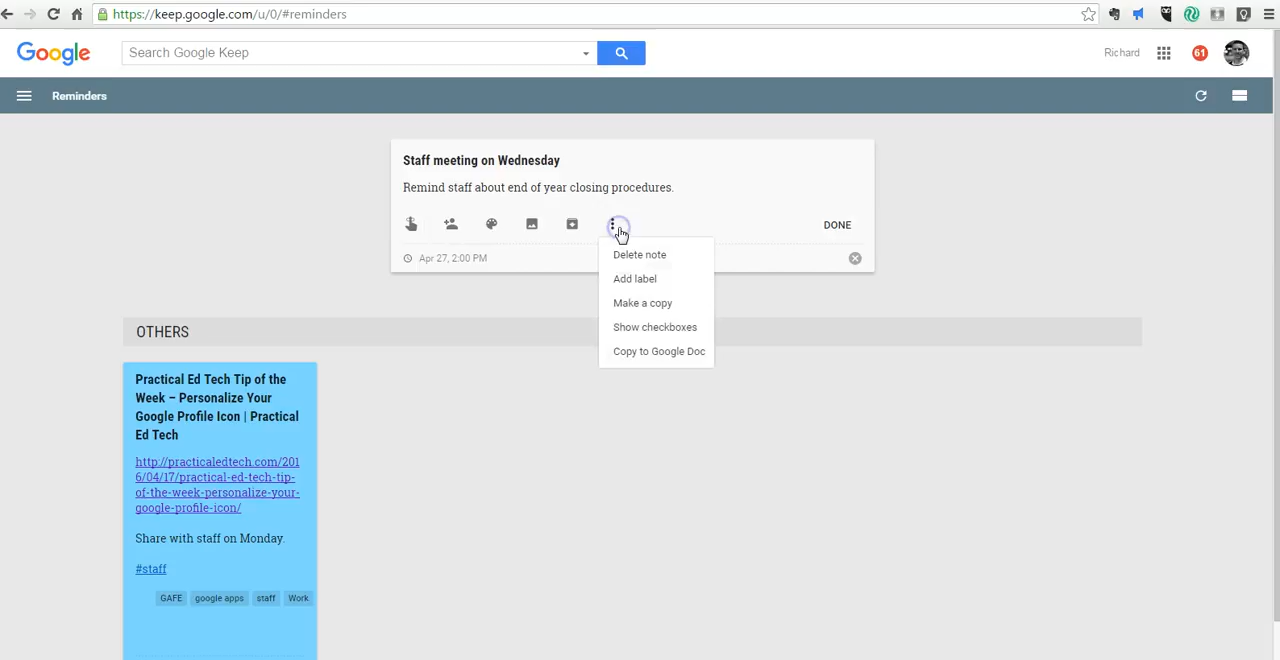 https://keep.google.com/u/0/#reminders
Google
Search Google Keep
Richard
61
Reminders
Staff meeting on Wednesday
Remind staff about end of year closing procedures.
DONE
Apr 27, 2:00 PM
Delete note
Add label
Make a copy
Show checkboxes
Copy to Google Doc
OTHERS
Practical Ed Tech Tip of the
Week – Personalize Your
Google Profile Icon | Practical
Ed Tech
http://practicaledtech.com/201
6/04/17/practical-ed-tech-tip-
of-the-week-personalize-your-
google-profile-icon/
Share with staff on Monday.
#staff
GAFE google apps staff Work